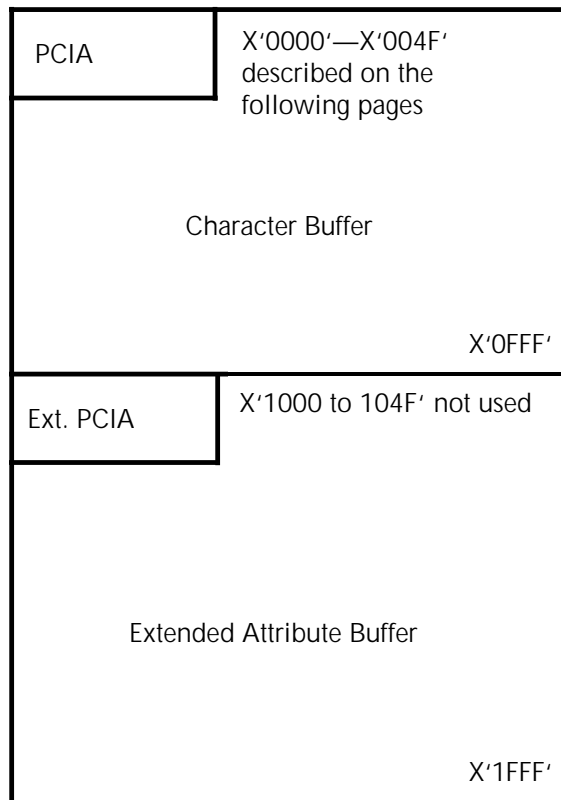 PCIA
X‘0000‘—X‘004F‘
described on the
following pages
Character Buffer
X‘0FFF‘
Ext. PCIA
X‘1000 to 104F‘ not used
Extended Attribute Buffer
X‘1FFF‘